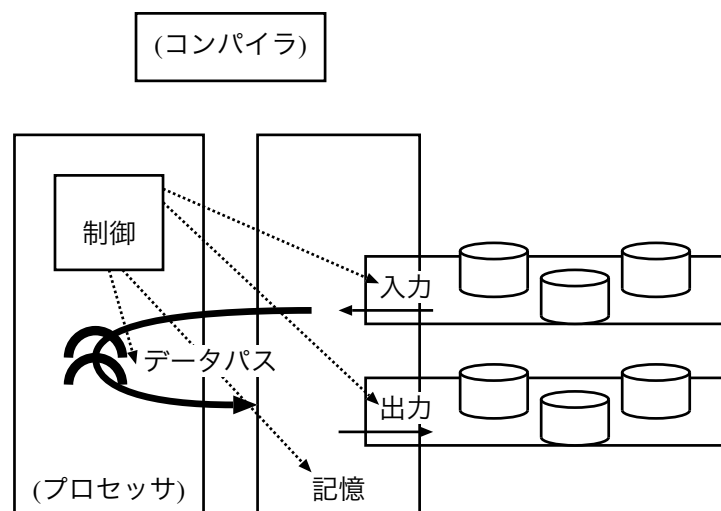 (コンパイラ)
制御
入力
データパス
出力
(プロセッサ)
記憶